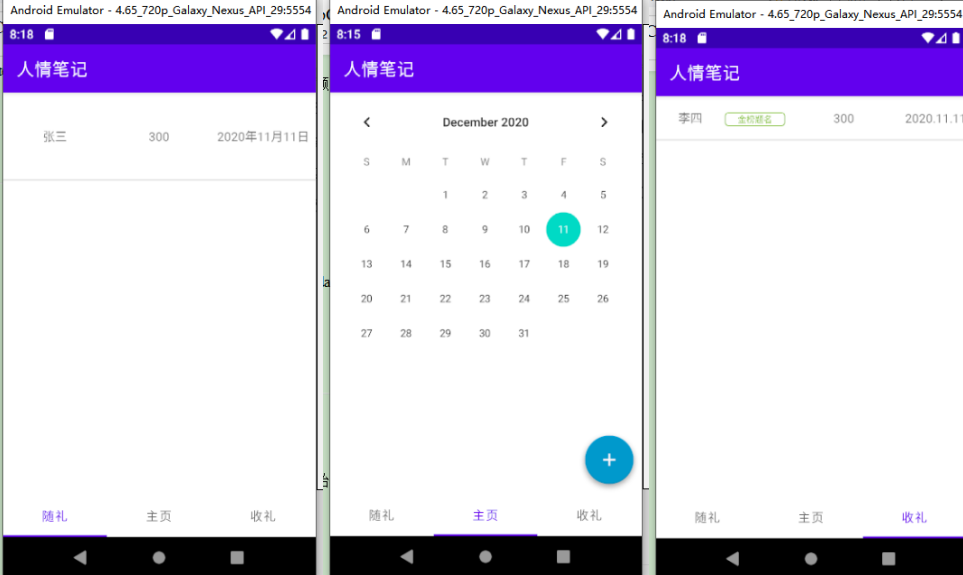 Android Emulator - 4.65_720p_Galaxy_Nexus_API_29:5554
8:18
人情笔记
张三 300 2020年11月11日
随礼 主页 收礼
Android Emulator - 4.65_720p_Galaxy_Nexus_API_29:5554
8:15
人情笔记
December 2020
S M T W T F S
1 2 3 4 5
6 7 8 9 10 11 12
13 14 15 16 17 18 19
20 21 22 23 24 25 26
27 28 29 30 31
+
随礼 主页 收礼
Android Emulator - 4.65_720p_Galaxy_Nexus_API_29:5554
8:18
人情笔记
李四 金榜题名 300 2020.11.11
随礼 主页 收礼